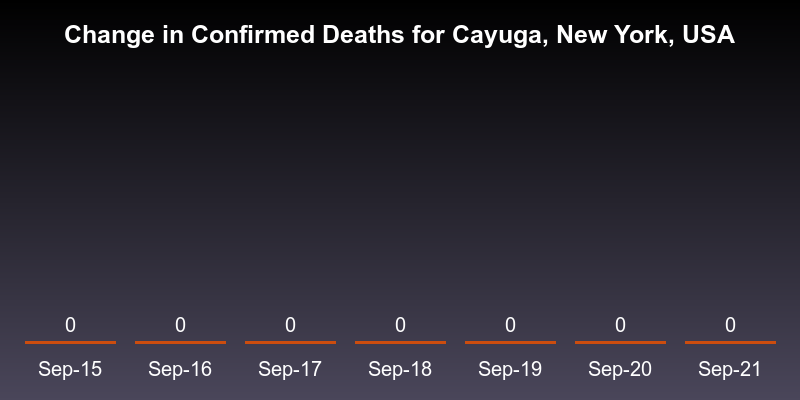 Change in Confirmed Deaths for Cayuga, New York, USA
0 0 0 0 0 0 0
Sep-15 Sep-16 Sep-17 Sep-18 Sep-19 Sep-20 Sep-21